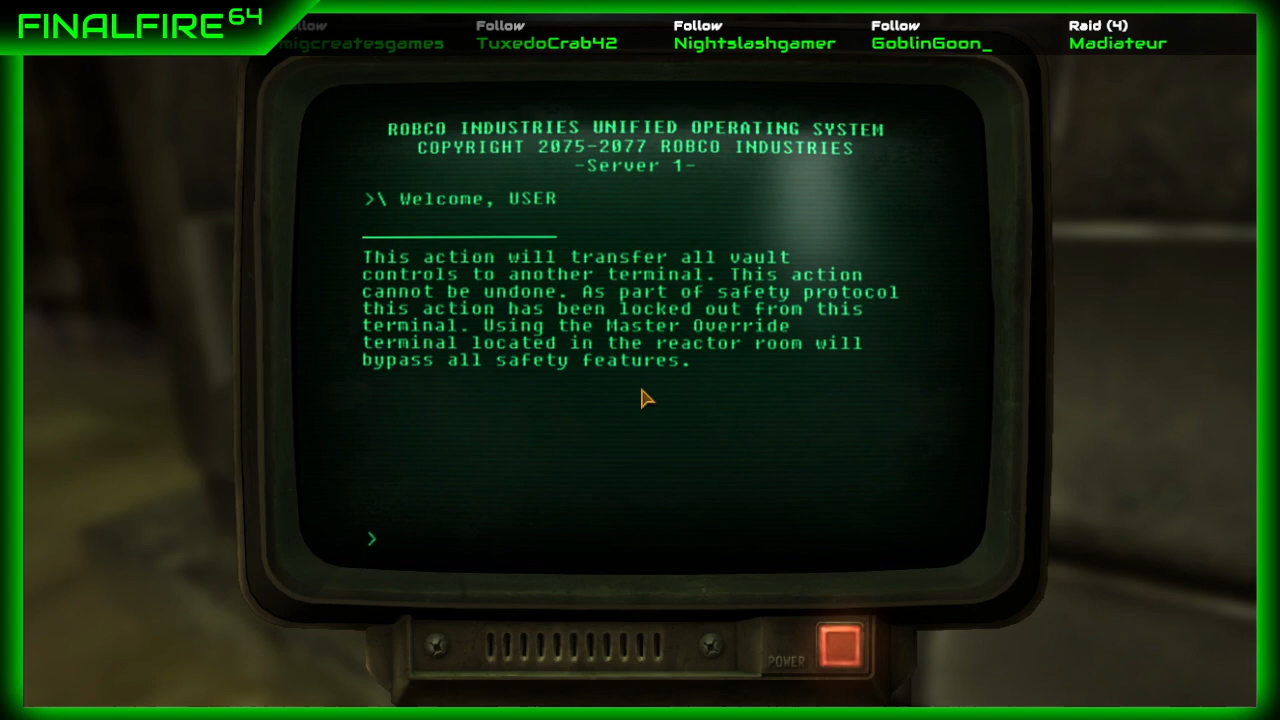 FINALFIRE64
Follow Follow Follow Raid (4)
migcreatesgames TuxedoCrab42 Nightslashgamer GoblinGoon_ Madiateur
ROBCO INDUSTRIES UNIFIED OPERATING SYSTEM
COPYRIGHT 2075-2077 ROBCO INDUSTRIES
-Server 1-
>\ Welcome, USER
This action will transfer all vault
controls to another terminal. This action
cannot be undone. As part of safety protocol
this action has been locked out from this
terminal. Using the Master Override
terminal located in the reactor room will
bypass all safety features.
>
POWER